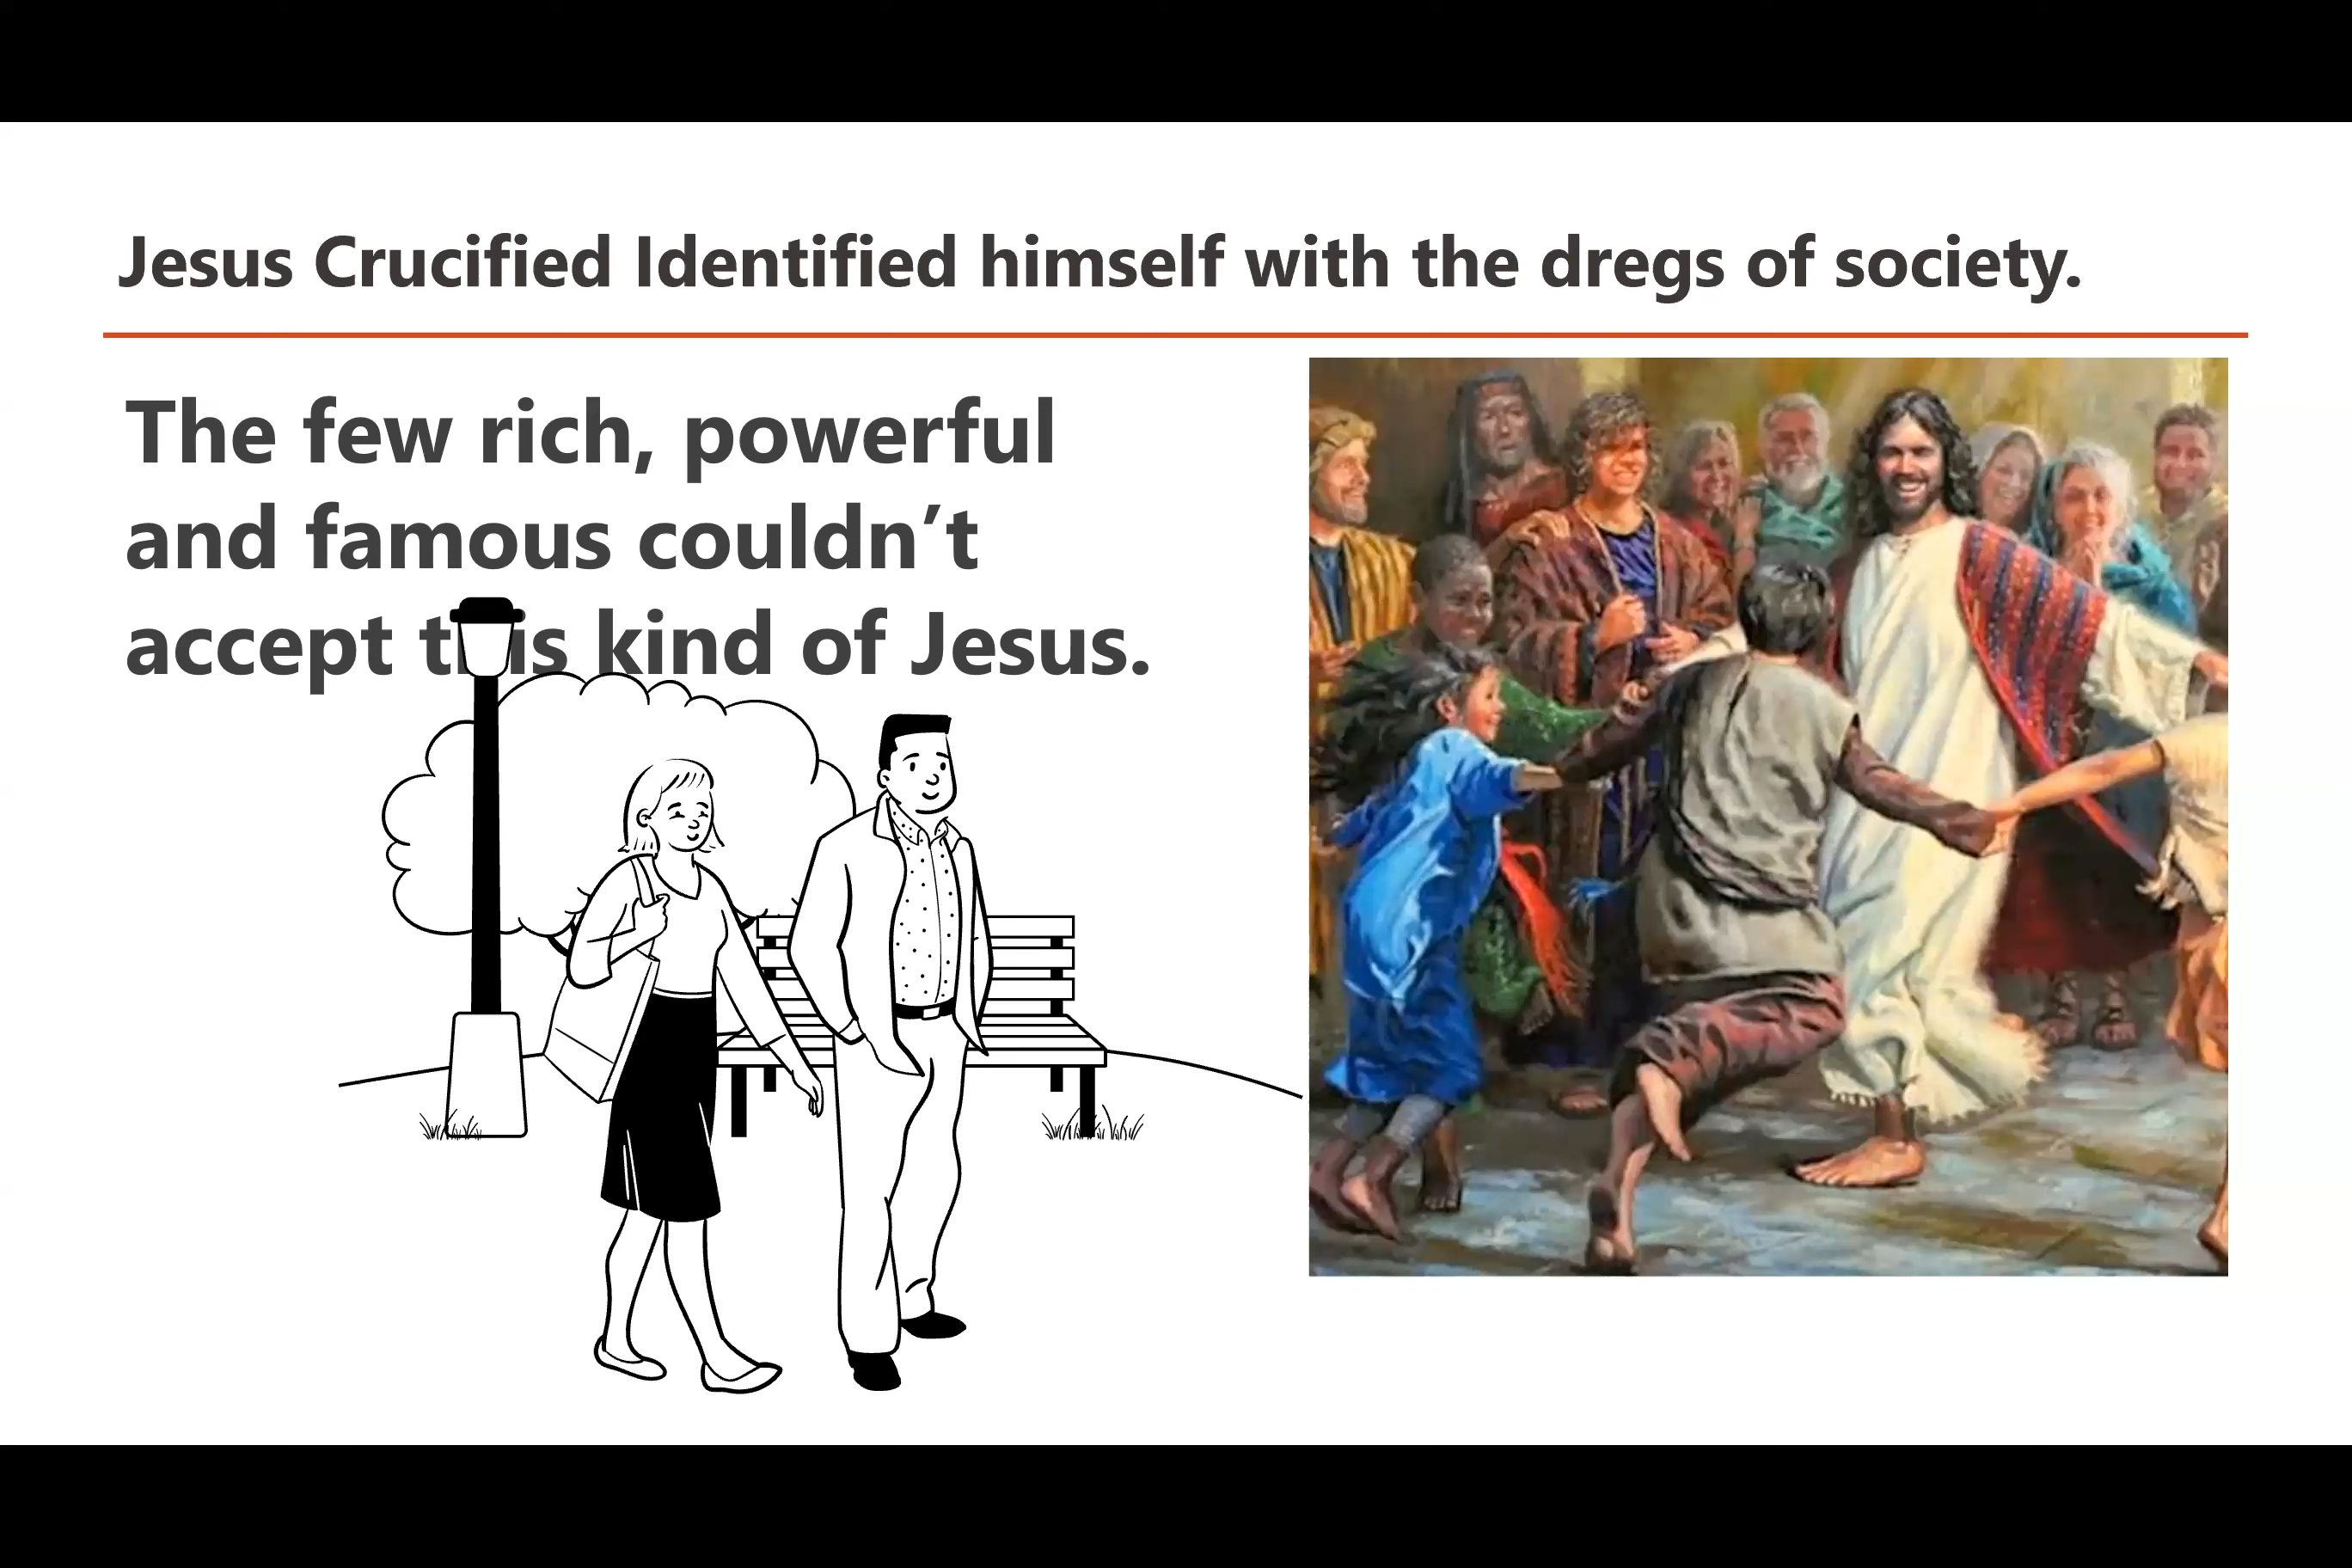 Jesus Crucified Identified himself with the dregs of society.
The few rich, powerful
and famous couldn’t
accept this kind of Jesus.